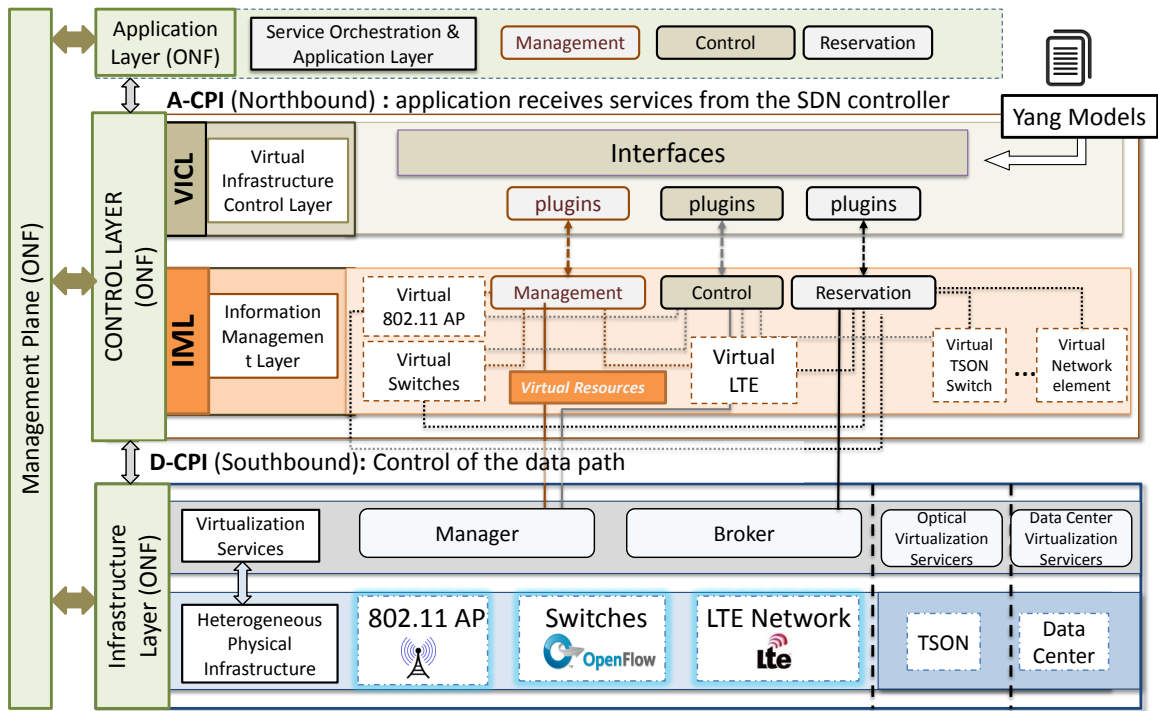 Management Plane (ONF)
Application
Layer (ONF)
Service Orchestration &
Application Layer
Management
Control
Reservation
A-CPI (Northbound) : application receives services from the SDN controller
Yang Models
CONTROL LAYER
(ONF)
VICL
Virtual
Infrastructure
Control Layer
Interfaces
plugins
plugins
plugins
IML
Information
Managemen
t Layer
Virtual
802.11 AP
Management
Control
Reservation
Virtual
Switches
Virtual Resources
Virtual
LTE
Virtual
TSON
Switch
...
Virtual
Network
element
D-CPI (Southbound): Control of the data path
Infrastructure
Layer (ONF)
Virtualization
Services
Manager
Broker
Optical
Virtualization
Servicers
Data Center
Virtualization
Servicers
Heterogeneous
Physical
Infrastructure
802.11 AP
Switches
OpenFlow
LTE Network
Lte
TSON
Data
Center